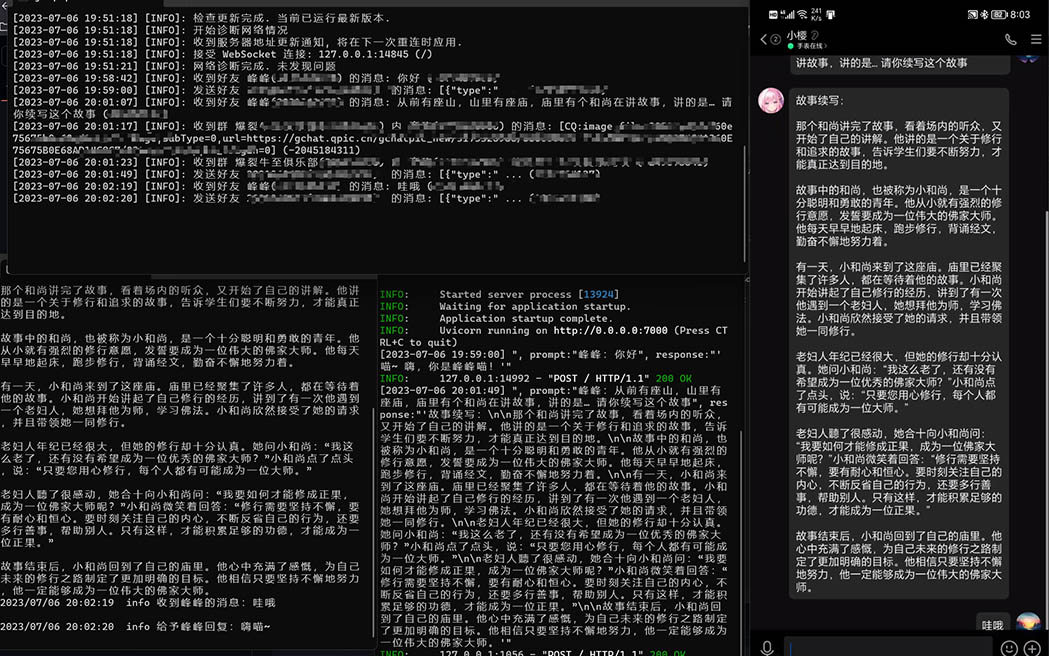 [2023-07-06 19:51:18] [INFO]: 检查更新完成. 当前已运行最新版本.
[2023-07-06 19:51:18] [INFO]: 开始诊断网络情况
[2023-07-06 19:51:18] [INFO]: 收到服务器地址更新通知, 将在下一次重连时应用.
[2023-07-06 19:51:18] [INFO]: 接受 WebSocket 连接: 127.0.0.1:14845 (/)
[2023-07-06 19:51:21] [INFO]: 网络诊断完成. 未发现问题
[2023-07-06 19:58:42] [INFO]: 收到好友 峰峰( ) 的消息: 你好 (
[2023-07-06 19:59:00] [INFO]: 发送好友 的消息: [{"type":"
[2023-07-06 20:01:07] [INFO]: 收到好友 峰峰( ) 的消息: 从前有座山，山里有座庙，庙里有个和尚在讲故事，讲的是… 请
你续写这个故事 (
[2023-07-06 20:01:17] [INFO]: 收到群 爆裂 内 的消息: [CQ:image
subType=0,url=https://gchat.qpic.cn/gchatpic_new/
=0] (-2045184311)
[2023-07-06 20:01:23] [INFO]: 收到群 爆裂牛至俱乐部
[2023-07-06 20:01:49] [INFO]: 发送好友 的消息: [{"type":" ... (
[2023-07-06 20:02:19] [INFO]: 收到好友 峰峰( 的消息: 哇哦 (
[2023-07-06 20:02:20] [INFO]: 发送好友 的消息: [{"type":" ... (
那个和尚讲完了故事，看着场内的听众，又开始了自己的讲解。他讲
的是一个关于修行和追求的故事，告诉学生们要不断努力，才能真正
达到目的地。
故事中的和尚，也被称为小和尚，是一个十分聪明和勇敢的青年。他
从小就有强烈的修行意愿，发誓要成为一位伟大的佛家大师。他每天
早早地起床，跑步修行，背诵经文，勤奋不懈地努力着。
有一天，小和尚来到了这座庙。庙里已经聚集了许多人，都在等待着
他的故事。小和尚开始讲起了自己修行的经历，讲到了有一次他遇到
一个老妇人，她想拜他为师，学习佛法。小和尚欣然接受了她的请求
，并且带领她一同修行。
老妇人年纪已经很大，但她的修行却十分认真。她问小和尚：“我这
么老了，还有没有希望成为一位优秀的佛家大师？”小和尚点了点头
，说：“只要您用心修行，每个人都有可能成为一位大师。”
老妇人聽了很感动，她合十向小和尚问：“我要如何才能修成正果，
成为一位佛家大师呢？”小和尚微笑着回答：“修行需要坚持不懈，要
有耐心和恒心。要时刻关注自己的内心，不断反省自己的行为，还要
多行善事，帮助别人。只有这样，才能积累足够的功德，才能成为一
位正果。”
故事结束后，小和尚回到了自己的庙里。他心中充满了感慨，为自己
未来的修行之路制定了更加明确的目标。他相信只要坚持不懈地努力
，他一定能够成为一位伟大的佛家大师。
2023/07/06 20:02:19 info 收到峰峰的消息: 哇哦
2023/07/06 20:02:20 info 给予峰峰回复: 嗨喵~
INFO: Started server process [13924]
INFO: Waiting for application startup.
INFO: Application startup complete.
INFO: Uvicorn running on http://0.0.0.0:7000 (Press CT
RL+C to quit)
[2023-07-06 19:59:00] ", prompt:"峰峰: 你好", response:"'
喵~ 嗨，你是峰峰喵！'"
INFO: 127.0.0.1:14992 - "POST / HTTP/1.1" 200 OK
[2023-07-06 20:01:49] ", prompt:"峰峰: 从前有座山，山里有
座庙，庙里有个和尚在讲故事，讲的是… 请你续写这个故事", res
ponse:"'故事续写：\n\n那个和尚讲完了故事，看着场内的听众，
又开始了自己的讲解。他讲的是一个关于修行和追求的故事，告诉
学生们要不断努力，才能真正达到目的地。\n\n故事中的和尚，也
被称为小和尚，是一个十分聪明和勇敢的青年。他从小就有强烈的
修行意愿，发誓要成为一位伟大的佛家大师。他每天早早地起床，
跑步修行，背诵经文，勤奋不懈地努力着。\n\n有一天，小和尚来
到了这座庙。庙里已经聚集了许多人，都在等待着他的故事。小和
尚开始讲起了自己修行的经历，讲到了有一次他遇到一个老妇人，
她想拜他为师，学习佛法。小和尚欣然接受了她的请求，并且带领
她一同修行。\n\n老妇人年纪已经很大，但她的修行却十分认真。
她问小和尚：“我这么老了，还有没有希望成为一位优秀的佛家大
师？”小和尚点了点头，说：“只要您用心修行，每个人都有可能成
为一位大师。”\n\n老妇人聽了很感动，她合十向小和尚问：“我要
如何才能修成正果，成为一位佛家大师呢？”小和尚微笑着回答：“
修行需要坚持不懈，要有耐心和恒心。要时刻关注自己的内心，不
断反省自己的行为，还要多行善事，帮助别人。只有这样，才能积
累足够的功德，才能成为一位正果。”\n\n故事结束后，小和尚回
到了自己的庙里。他心中充满了感慨，为自己未来的修行之路制定
了更加明确的目标。他相信只要坚持不懈地努力，他一定能够成为
一位伟大的佛家大师。'"
INFO: 127.0.0.1:1056 - "POST / HTTP/1.1" 200 OK
241
K/s
82
8:03
2
小樱
手机在线
讲故事，讲的是… 请你续写这个故事
故事续写：
那个和尚讲完了故事，看着场内的听众，又
开始了自己的讲解。他讲的是一个关于修行
和追求的故事，告诉学生们要不断努力，才
能真正达到目的地。
故事中的和尚，也被称为小和尚，是一个十
分聪明和勇敢的青年。他从小就有强烈的修
行意愿，发誓要成为一位伟大的佛家大师。
他每天早早地起床，跑步修行，背诵经文，
勤奋不懈地努力着。
有一天，小和尚来到了这座庙。庙里已经聚
集了许多人，都在等待着他的故事。小和尚
开始讲起了自己修行的经历，讲到了有一次
他遇到一个老妇人，她想拜他为师，学习佛
法。小和尚欣然接受了她的请求，并且带领
她一同修行。
老妇人年纪已经很大，但她的修行却十分认
真。她问小和尚：“我这么老了，还有没有
希望成为一位优秀的佛家大师？”小和尚点
了点头，说：“只要您用心修行，每个人都
有可能成为一位大师。”
老妇人聽了很感动，她合十向小和尚问：
“我要如何才能修成正果，成为一位佛家大
师呢？”小和尚微笑着回答：“修行需要坚持
不懈，要有耐心和恒心。要时刻关注自己的
内心，不断反省自己的行为，还要多行善
事，帮助别人。只有这样，才能积累足够的
功德，才能成为一位正果。”
故事结束后，小和尚回到了自己的庙里。他
心中充满了感慨，为自己未来的修行之路制
定了更加明确的目标。他相信只要坚持不懈
地努力，他一定能够成为一位伟大的佛家大
师。
哇哦